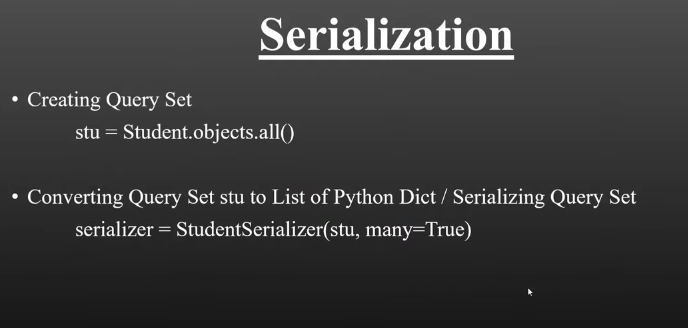 Serialization
• Creating Query Set
stu = Student.objects.all()
• Converting Query Set stu to List of Python Dict / Serializing Query Set
serializer = StudentSerializer(stu, many=True)